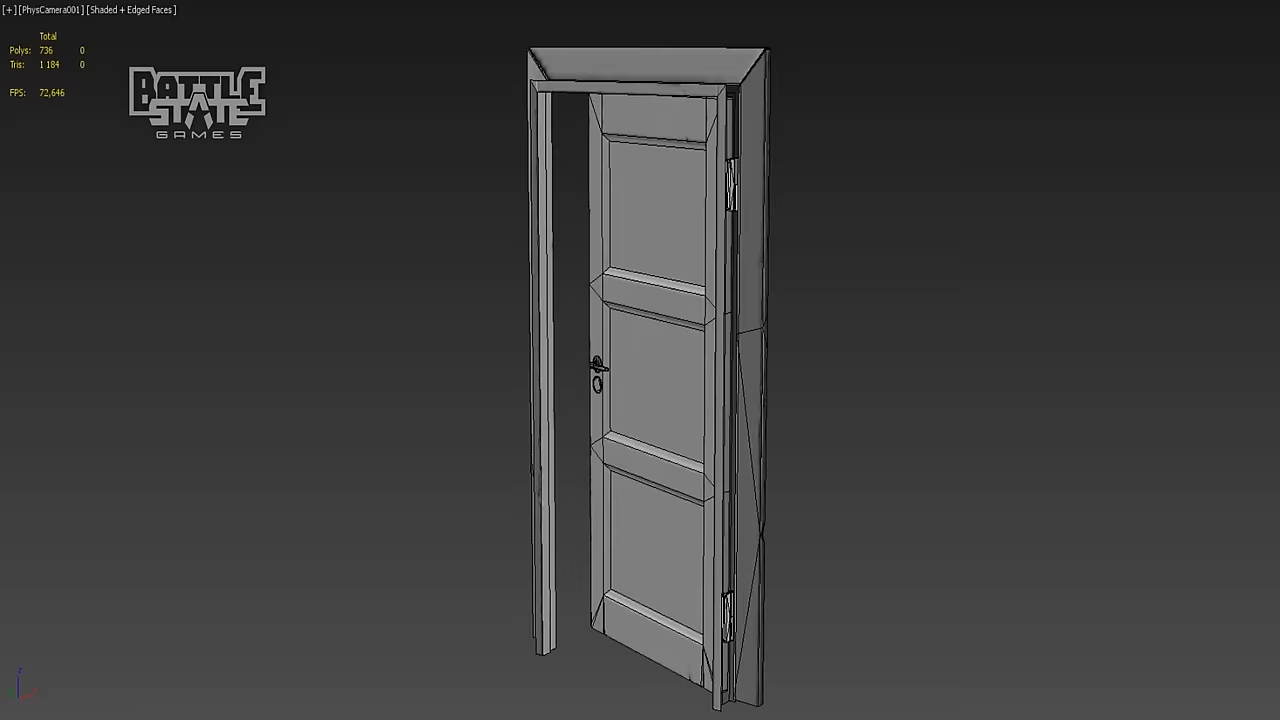 [+] [PhysCamera001] [Shaded + Edged Faces ]
Total
Polys: 736 0
Tris: 1 184 0
FPS: 72,646
BATTLE
STATE
GAMES
z